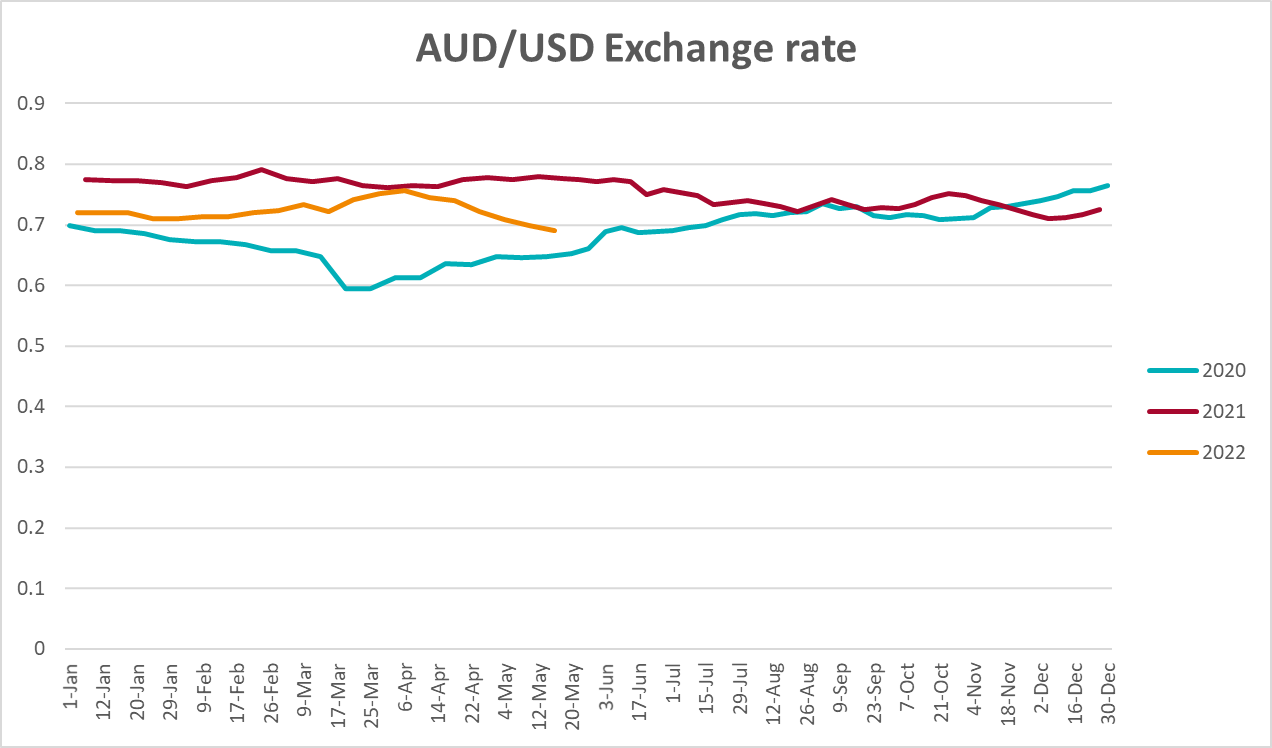 AUD/USD Exchange rate
0.9
0.8
0.7
0.6
0.5
0.4
0.3
0.2
0.1
0
2020
2021
2022
1-Jan
12-Jan
20-Jan
29-Jan
9-Feb
17-Feb
26-Feb
9-Mar
17-Mar
25-Mar
6-Apr
14-Apr
22-Apr
4-May
12-May
20-May
3-Jun
17-Jun
1-Jul
15-Jul
29-Jul
12-Aug
26-Aug
9-Sep
23-Sep
7-Oct
21-Oct
4-Nov
18-Nov
2-Dec
16-Dec
30-Dec